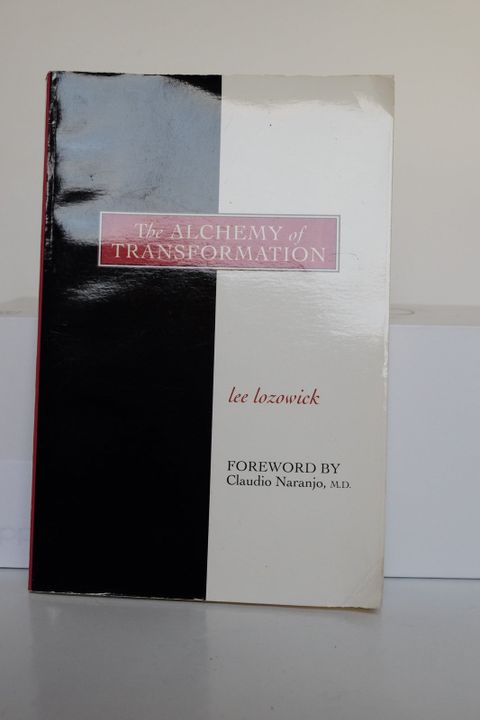 The ALCHEMY of
TRANSFORMATION
lee lozowick
FOREWORD BY
Claudio Naranjo, M.D.